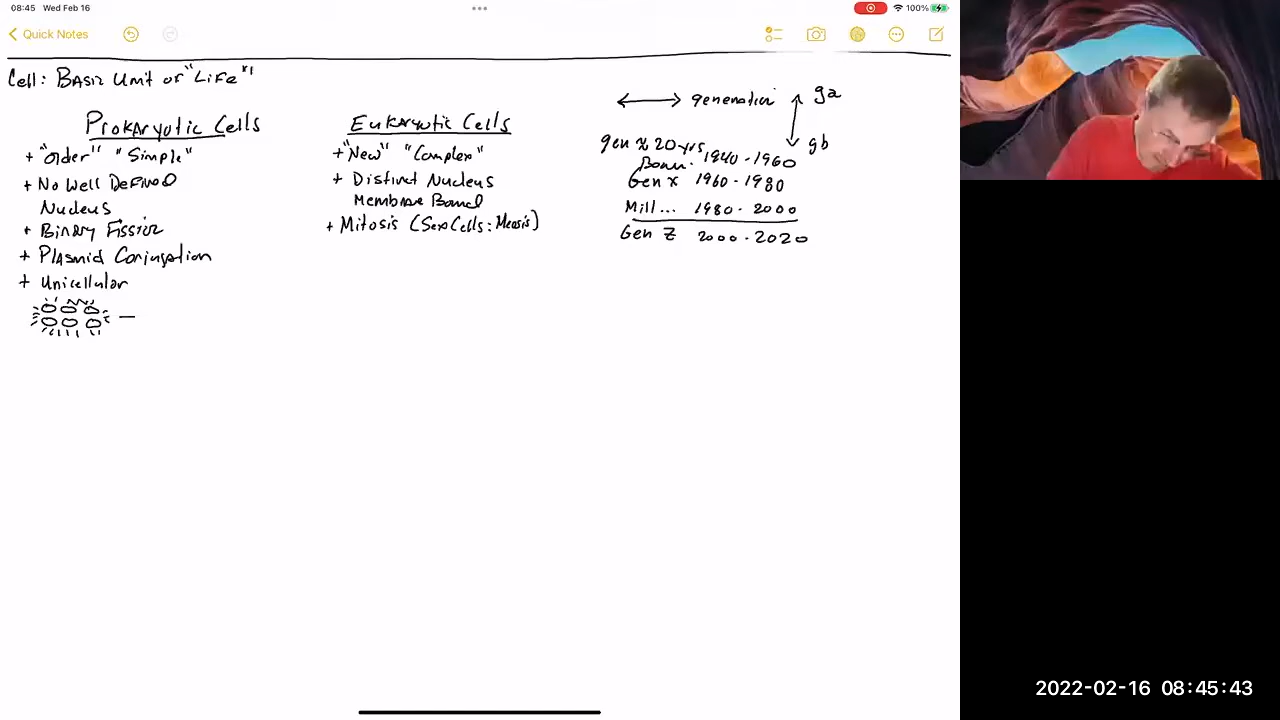 08:45 Wed Feb 16
100%
Quick Notes
Cell: Basic Unit of "Life"
Prokaryotic Cells
+ "Older" "Simple"
+ No Well Defined
Nucleus
+ Binary Fission
+ Plasmid Conjugation
+ Unicellular
Eukaryotic Cells
+ "New" "Complex"
+ Distinct Nucleus
Membrane Bound
+ Mitosis (Sex Cells: Meosis)
generation
ga
gb
gen ≈ 20 yrs
Boom. 1940 - 1960
Gen X 1960 - 1980
Mill... 1980 - 2000
Gen Z 2000 - 2020
2022-02-16 08:45:43